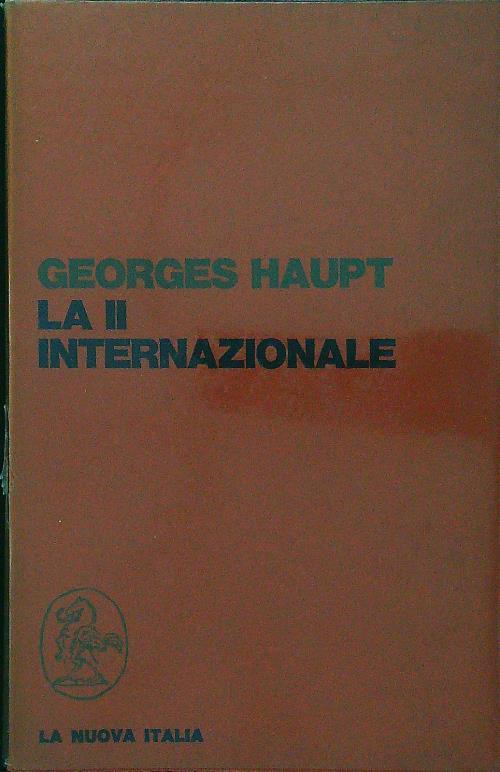 GEORGES HAUPT
LA II
INTERNAZIONALE
LA NUOVA ITALIA